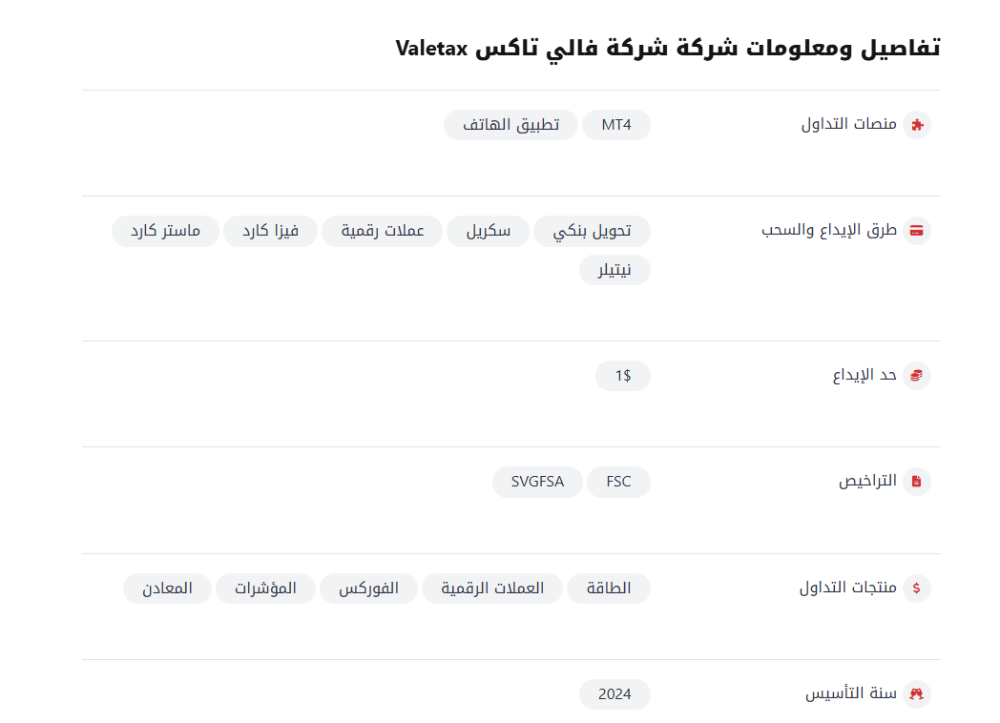 تفاصيل ومعلومات شركة شركة فالي تاكس Valetax
منصات التداول MT4 تطبيق الهاتف
طرق الإيداع والسحب تحويل بنكي سكريل عملات رقمية فيزا كارد ماستر كارد
نيتيلر
حد الإيداع 1$
التراخيص FSC SVGFSA
منتجات التداول الطاقة العملات الرقمية الفوركس المؤشرات المعادن
سنة التأسيس 2024